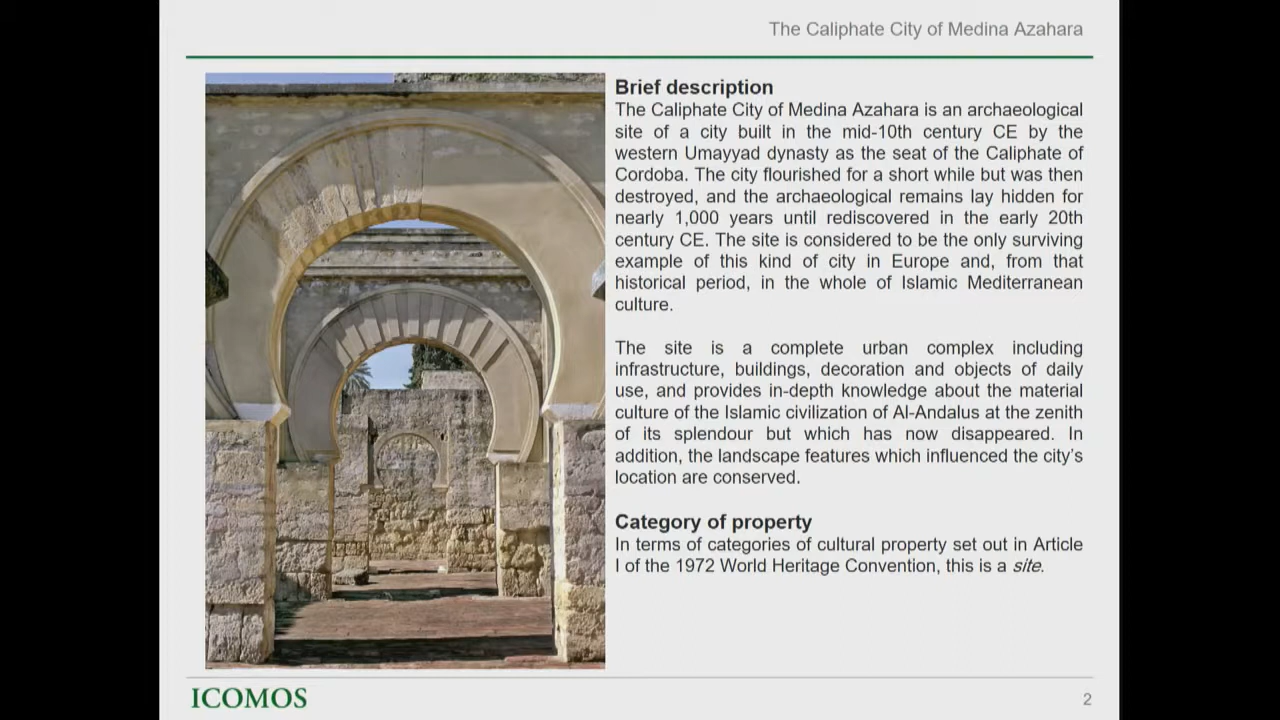 The Caliphate City of Medina Azahara
Brief description
The Caliphate City of Medina Azahara is an archaeological
site of a city built in the mid-10th century CE by the
western Umayyad dynasty as the seat of the Caliphate of
Cordoba. The city flourished for a short while but was then
destroyed, and the archaeological remains lay hidden for
nearly 1,000 years until rediscovered in the early 20th
century CE. The site is considered to be the only surviving
example of this kind of city in Europe and, from that
historical period, in the whole of Islamic Mediterranean
culture.
The site is a complete urban complex including
infrastructure, buildings, decoration and objects of daily
use, and provides in-depth knowledge about the material
culture of the Islamic civilization of Al-Andalus at the zenith
of its splendour but which has now disappeared. In
addition, the landscape features which influenced the city's
location are conserved.
Category of property
In terms of categories of cultural property set out in Article
I of the 1972 World Heritage Convention, this is a site.
ICOMOS
2